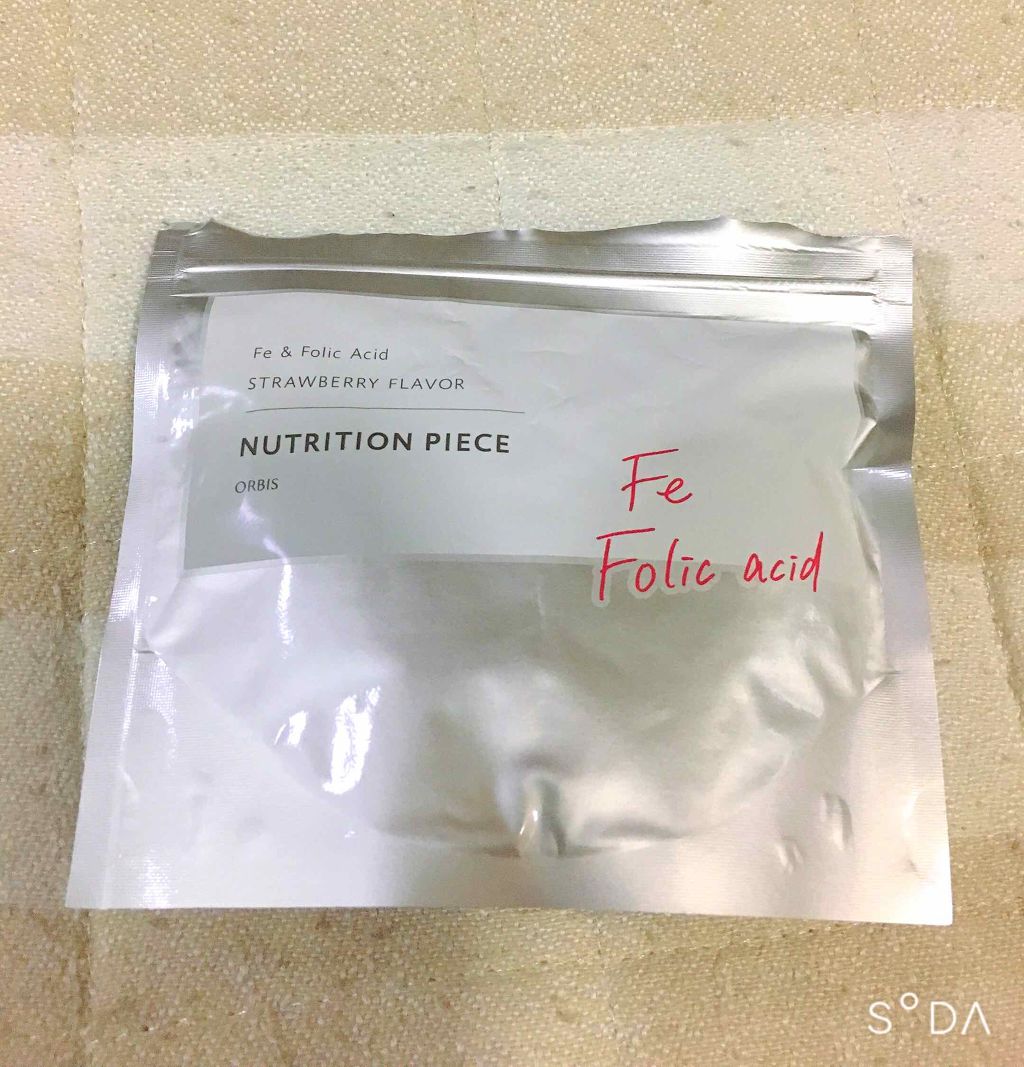 Fe & Folic Acid
STRAWBERRY FLAVOR
NUTRITION PIECE
ORBIS
Fe
Folic acid
SODA